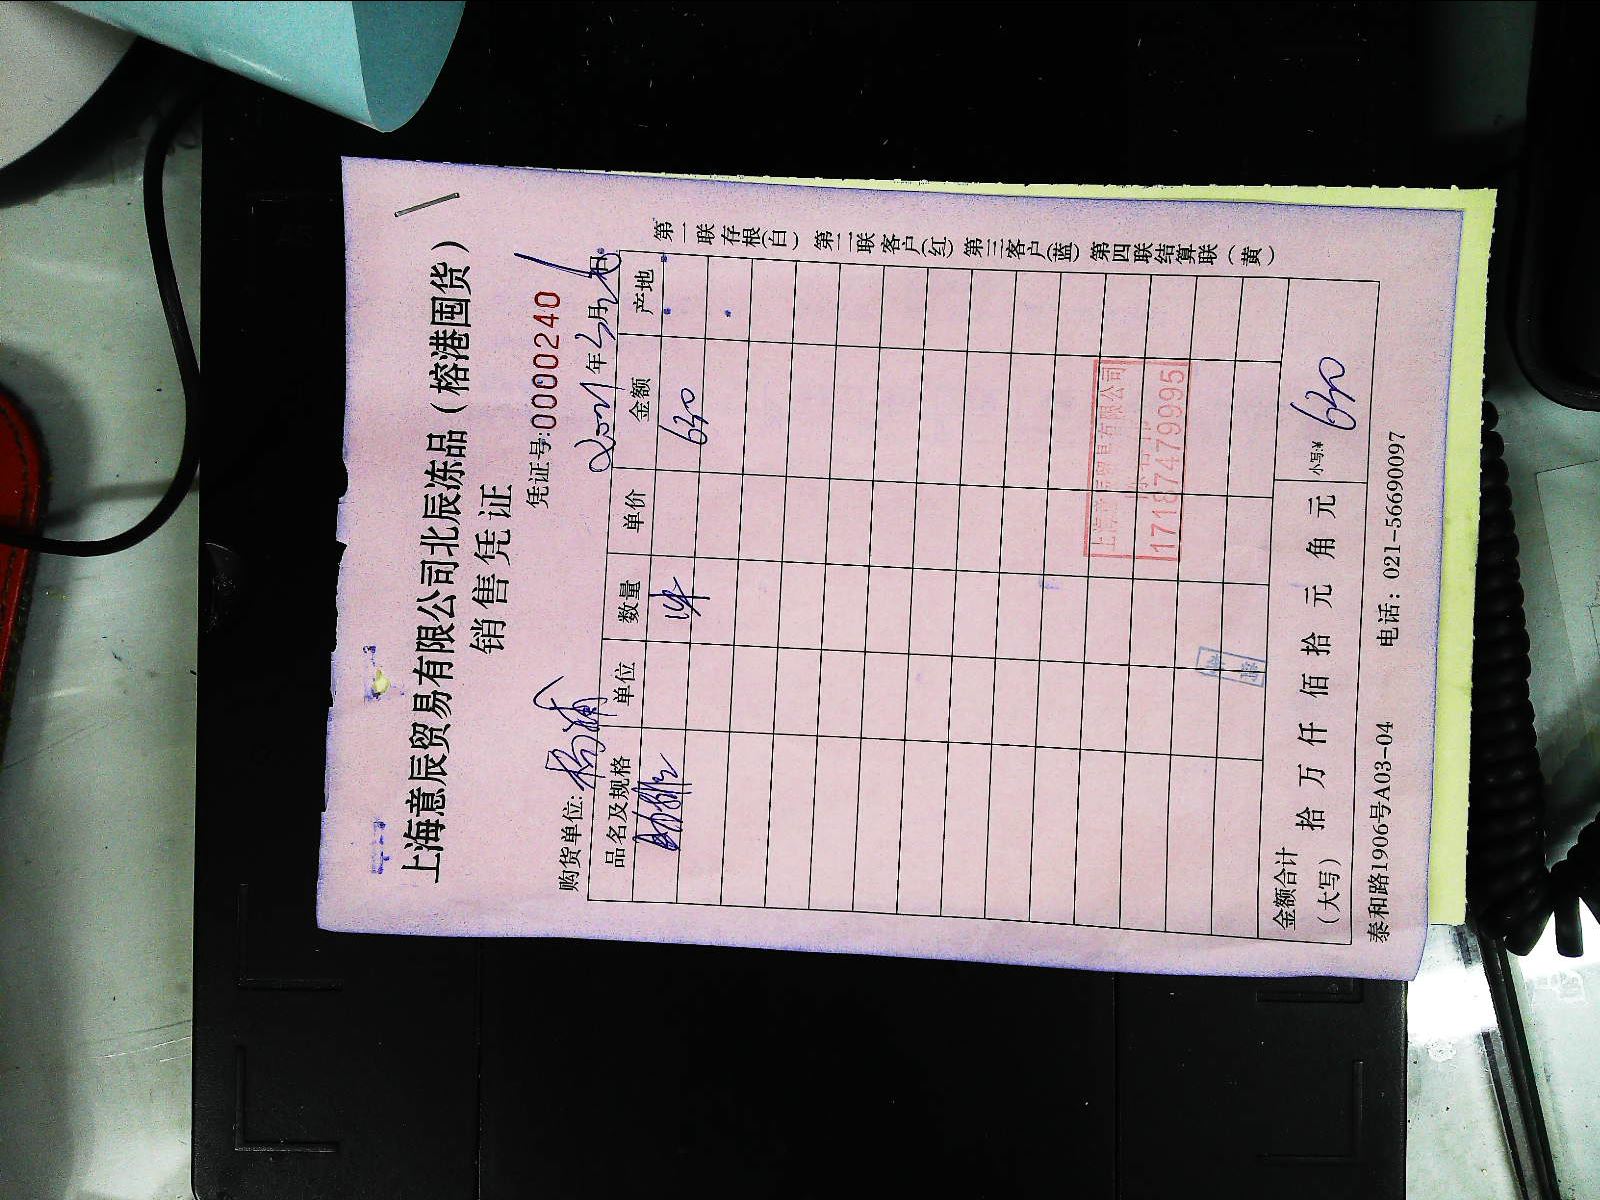 上海意辰贸易有限公司北辰冻品（榕港囤货）
销售凭证
凭证号:0000240
购货单位: 杨浦 年 月 日
品名及规格 单位 数量 单价 金额 产地
630
金额合计（大写） 拾 万 仟 佰 拾 元 角 元 小写:¥ 630
泰和路1906号A03-04 电话：021-56690097
第一联存根（白） 第二联客户（红） 第三客户（蓝） 第四联结算联（黄）
17187479995